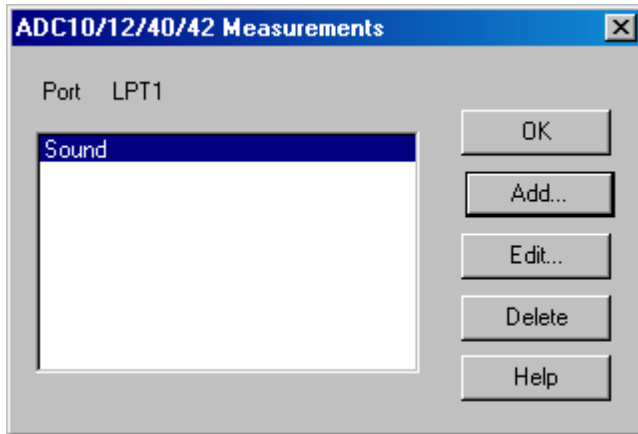 ADC10/12/40/42 Measurements
Port LPT1
Sound
OK
Add...
Edit...
Delete
Help